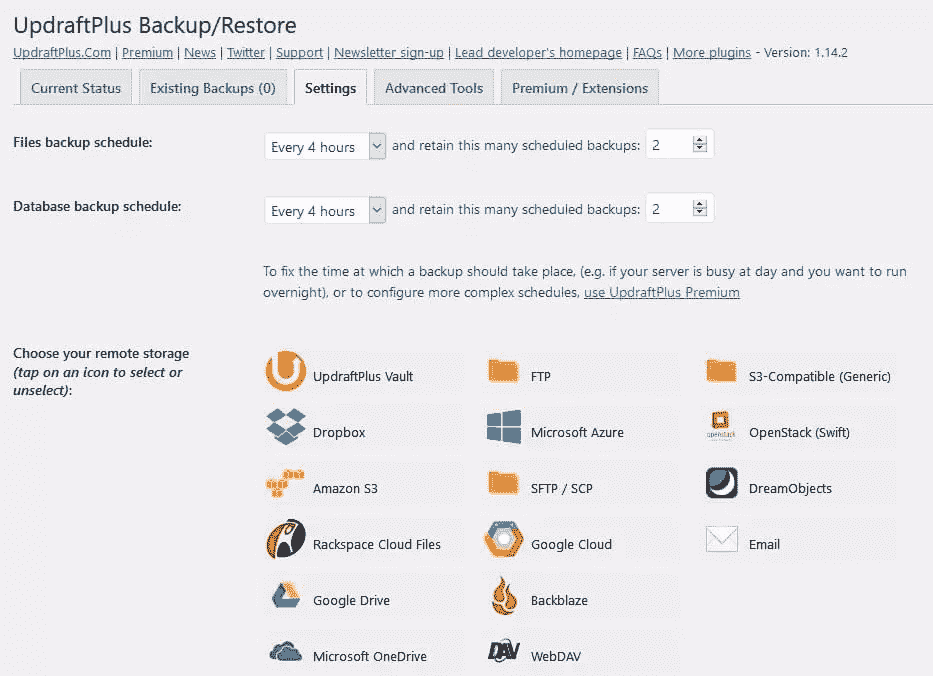 UpdraftPlus Backup/Restore
UpdraftPlus.Com | Premium | News | Twitter | Support | Newsletter sign-up | Lead developer's homepage | FAQs | More plugins - Version: 1.14.2
Current Status Existing Backups (0) Settings Advanced Tools Premium / Extensions
Files backup schedule: Every 4 hours and retain this many scheduled backups: 2
Database backup schedule: Every 4 hours and retain this many scheduled backups: 2
To fix the time at which a backup should take place, (e.g. if your server is busy at day and you want to run
overnight), or to configure more complex schedules, use UpdraftPlus Premium
Choose your remote storage
(tap on an icon to select or
unselect):
UpdraftPlus Vault FTP S3-Compatible (Generic)
Dropbox Microsoft Azure openstack OpenStack (Swift)
Amazon S3 SFTP / SCP DreamObjects
Rackspace Cloud Files Google Cloud Email
Google Drive Backblaze
Microsoft OneDrive DAV WebDAV